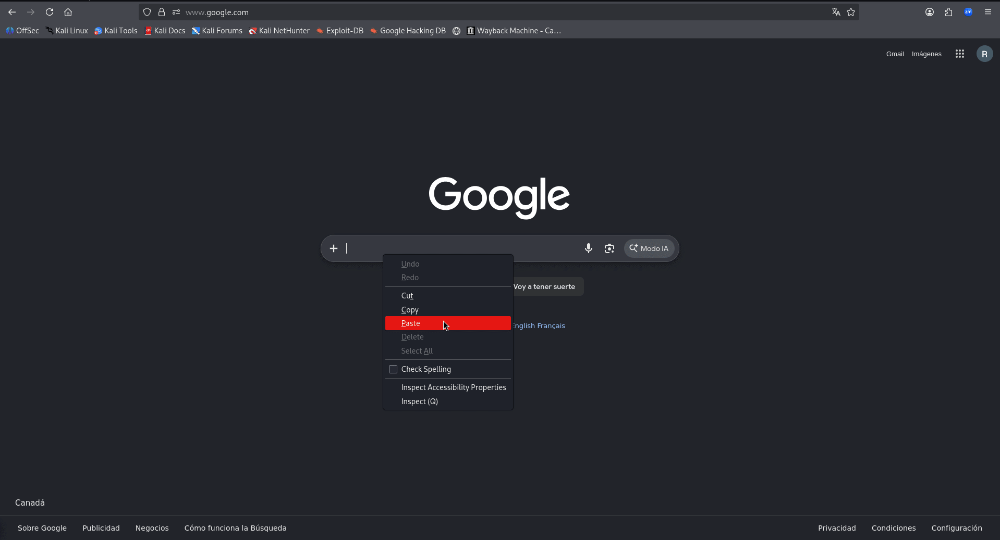 www.google.com
zm
OffSec Kali Linux Kali Tools Kali Docs Kali Forums Kali NetHunter Exploit-DB Google Hacking DB Wayback Machine - Ca…
Gmail Imágenes R
Google
Modo IA
Undo
Redo
Voy a tener suerte
Cut
Copy
Paste
English Français
Delete
Select All
Check Spelling
Inspect Accessibility Properties
Inspect (Q)
Canadá
Sobre Google Publicidad Negocios Cómo funciona la Búsqueda Privacidad Condiciones Configuración